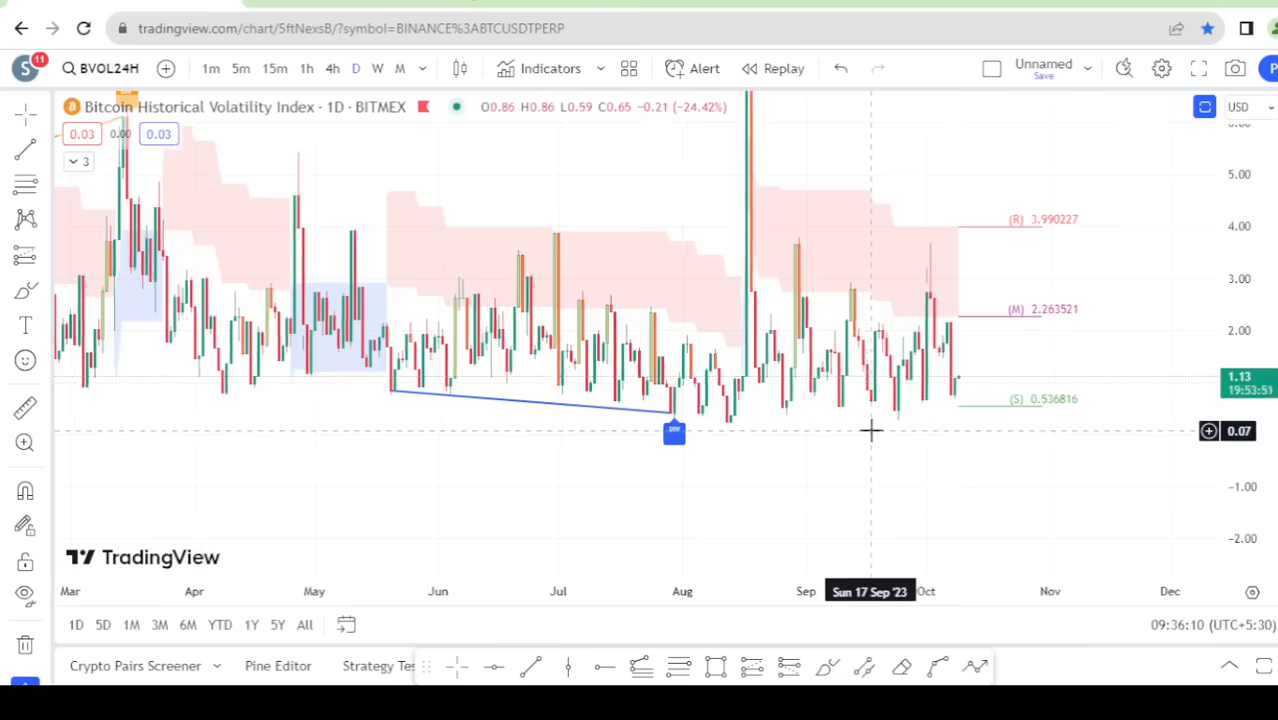 tradingview.com/chart/5ftNexsB/?symbol=BINANCE%3ABTCUSDTPERP
S 11 BVOL24H 1m 5m 15m 1h 4h D W M Indicators Alert Replay Unnamed Save P
Bitcoin Historical Volatility Index · 1D · BITMEX O0.86 H0.86 L0.59 C0.65 −0.21 (−24.42%) USD
0.03 0.00 0.03
3
5.00
(R) 3.990227 4.00
3.00
(M) 2.263521
2.00
1.13
19:53:51
(S) 0.536816
0.07
−1.00
−2.00
TradingView
Mar Apr May Jun Jul Aug Sep Sun 17 Sep '23 Oct Nov Dec
1D 5D 1M 3M 6M YTD 1Y 5Y All 09:36:10 (UTC+5:30)
Crypto Pairs Screener Pine Editor Strategy Tes